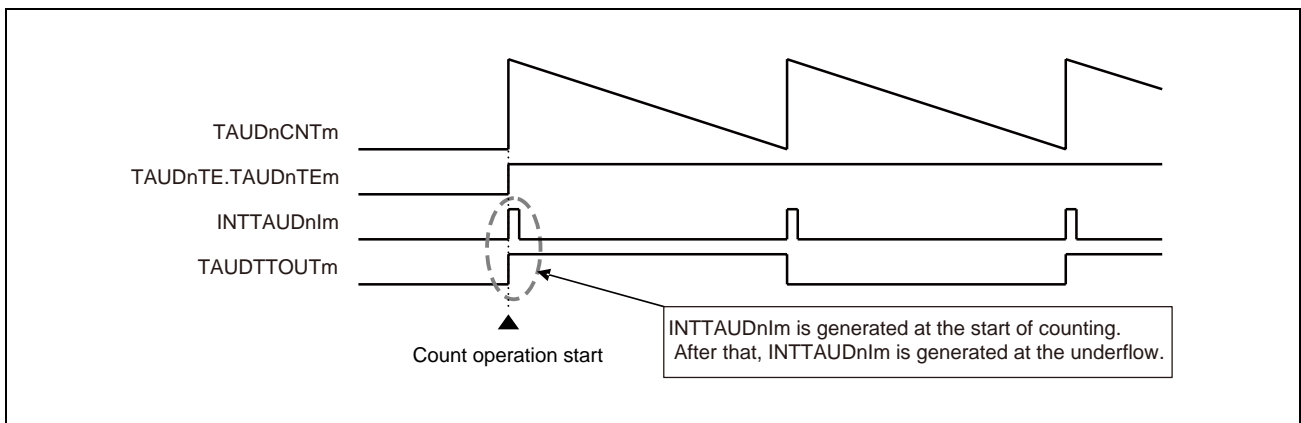 TAUDnCNTm
TAUDnTE.TAUDnTEm
INTTAUDnIm
TAUDTTOUTm
Count operation start
INTTAUDnIm is generated at the start of counting.
After that, INTTAUDnIm is generated at the underflow.